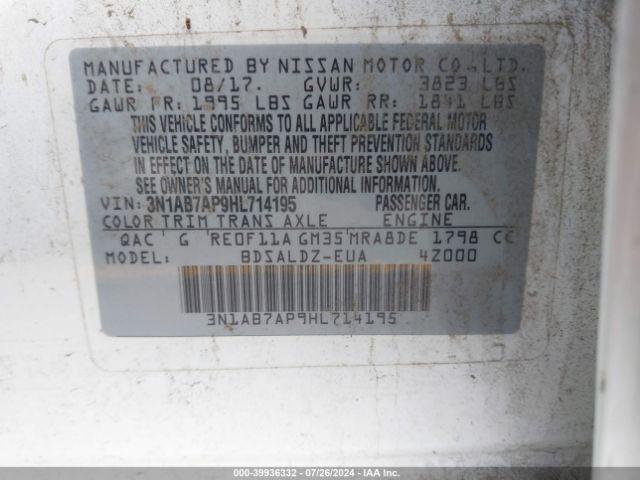 MANUFACTURED BY NISSAN MOTOR CO.,LTD.
DATE: 08/17. GVWR: 3823 LBS
GAWR FR: 1995 LBS GAWR RR: 1841 LBS
THIS VEHICLE CONFORMS TO ALL APPLICABLE FEDERAL MOTOR
VEHICLE SAFETY, BUMPER AND THEFT PREVENTION STANDARDS
IN EFFECT ON THE DATE OF MANUFACTURE SHOWN ABOVE.
SEE OWNER'S MANUAL FOR ADDITIONAL INFORMATION.
VIN: 3N1AB7AP9HL714195 PASSENGER CAR.
COLOR TRIM TRANS AXLE ENGINE
QAC G RE0F11A GM35 MRA8DE 1798 CC
MODEL: BDSALDZ-EUA 4Z000
3N1AB7AP9HL714195
000-39936332 - 07/26/2024 - IAA Inc.